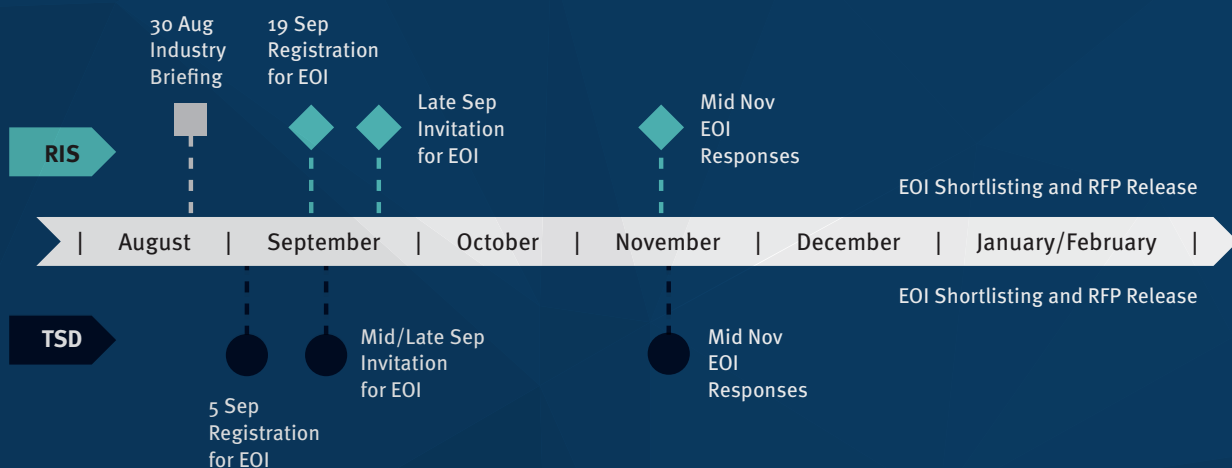 30 Aug
Industry
Briefing
19 Sep
Registration
for EOI
Late Sep
Invitation
for EOI
Mid Nov
EOI
Responses
RIS
EOI Shortlisting and RFP Release
| August | September | October | November | December | January/February |
EOI Shortlisting and RFP Release
TSD
Mid/Late Sep
Invitation
for EOI
Mid Nov
EOI
Responses
5 Sep
Registration
for EOI